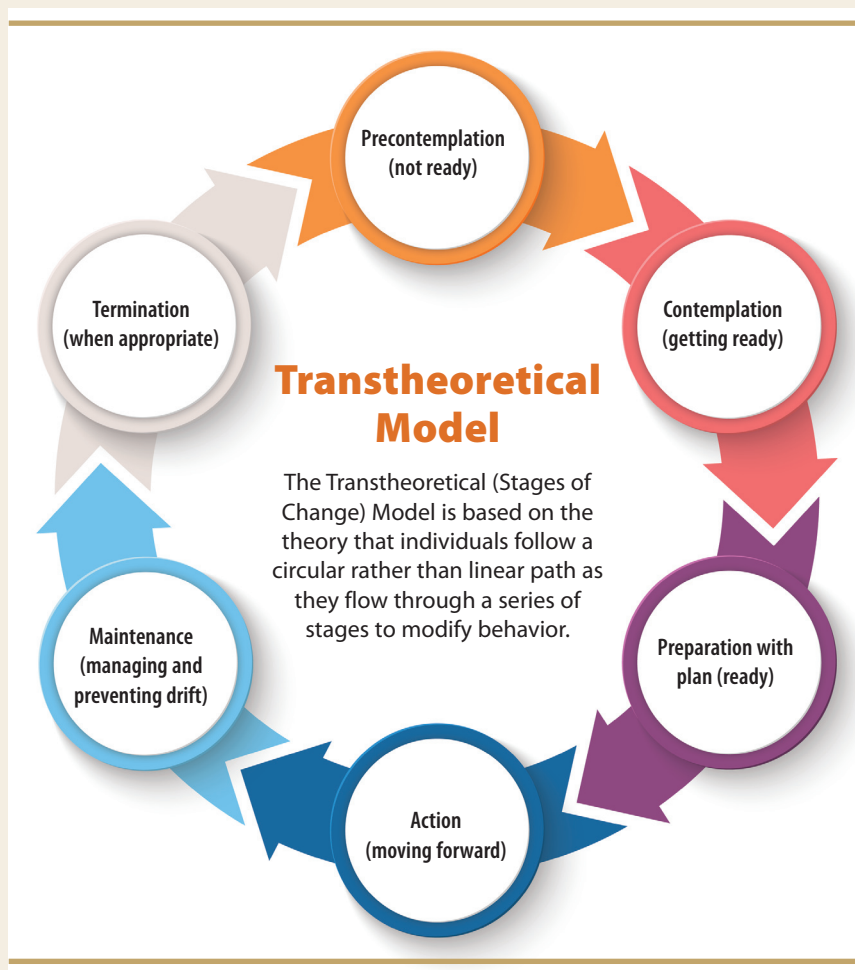 Precontemplation
(not ready)
Contemplation
(getting ready)
Preparation with
plan (ready)
Action
(moving forward)
Maintenance
(managing and
preventing drift)
Termination
(when appropriate)
Transtheoretical
Model
The Transtheoretical (Stages of
Change) Model is based on the
theory that individuals follow a
circular rather than linear path as
they flow through a series of
stages to modify behavior.